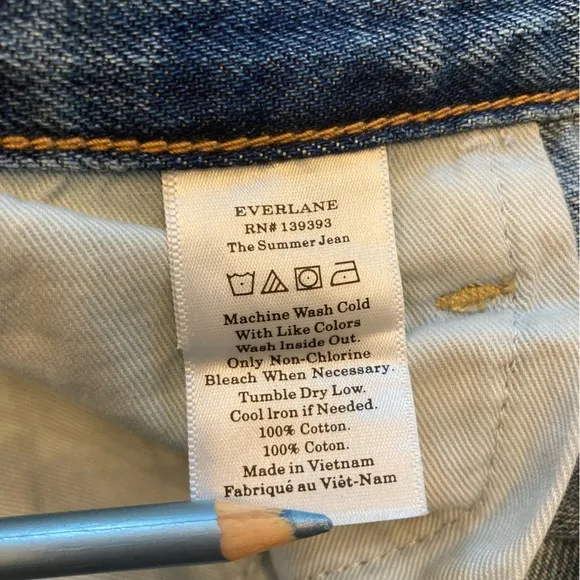 EVERLANE
RN# 139393
The Summer Jean
Machine Wash Cold
With Like Colors
Wash Inside Out.
Only Non-Chlorine
Bleach When Necessary.
Tumble Dry Low.
Cool Iron if Needed.
100% Cotton.
100% Coton.
Made in Vietnam
Fabriqué au Viêt-Nam